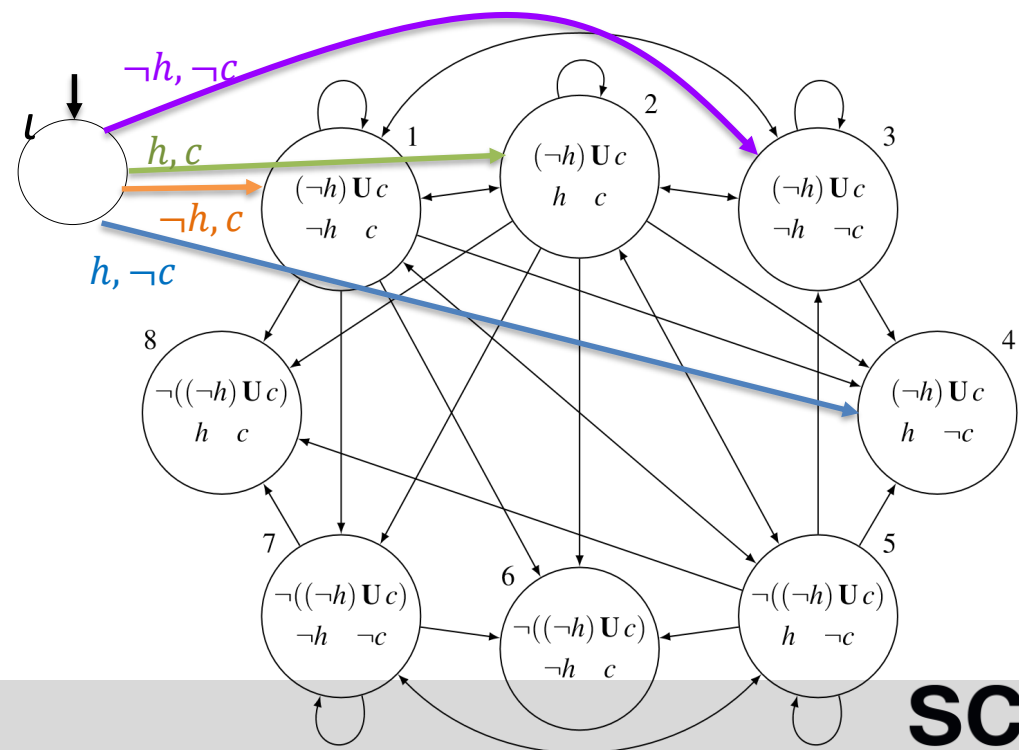 ι
¬h, ¬c
h, c
¬h, c
h, ¬c
1
(¬h) U c
¬h c
2
(¬h) U c
h c
3
(¬h) U c
¬h ¬c
8
¬((¬h) U c)
h c
4
(¬h) U c
h ¬c
7
¬((¬h) U c)
¬h ¬c
6
¬((¬h) U c)
¬h c
5
¬((¬h) U c)
h ¬c
SC